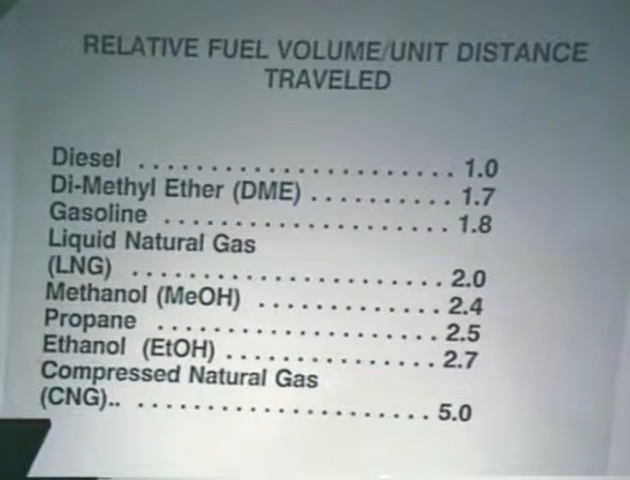 RELATIVE FUEL VOLUME/UNIT DISTANCE
TRAVELED
Diesel ...................... 1.0
Di-Methyl Ether (DME) .......... 1.7
Gasoline .................... 1.8
Liquid Natural Gas
(LNG) ...................... 2.0
Methanol (MeOH) ............. 2.4
Propane .................... 2.5
Ethanol (EtOH) ............... 2.7
Compressed Natural Gas
(CNG).. ..................... 5.0